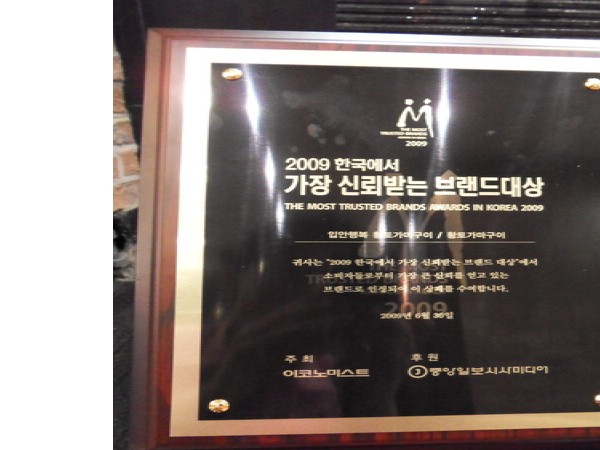 THE MOST
TRUSTED BRANDS
2009
2009 한국에서
가장 신뢰받는 브랜드대상
THE MOST TRUSTED BRANDS AWARDS IN KOREA 2009
입안행복 황토가마구이 / 황토가마구이
귀사는 "2009 한국에서 가장 신뢰받는 브랜드 대상"에서
소비자들로부터 가장 큰 신뢰를 얻고 있는
브랜드로 인정되어 이 상패를 수여합니다.
2009
2009년 6월 30일
주최 후원
이코노미스트 중앙일보시사미디어